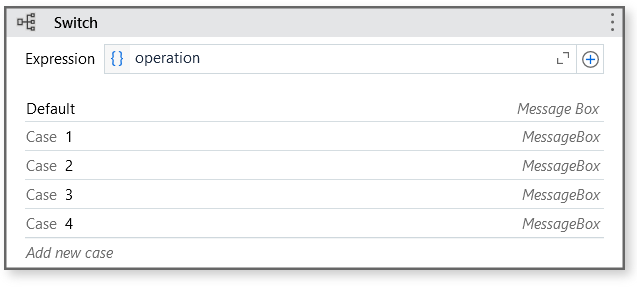 Switch
Expression {} operation
Default Message Box
Case 1 MessageBox
Case 2 MessageBox
Case 3 MessageBox
Case 4 MessageBox
Add new case